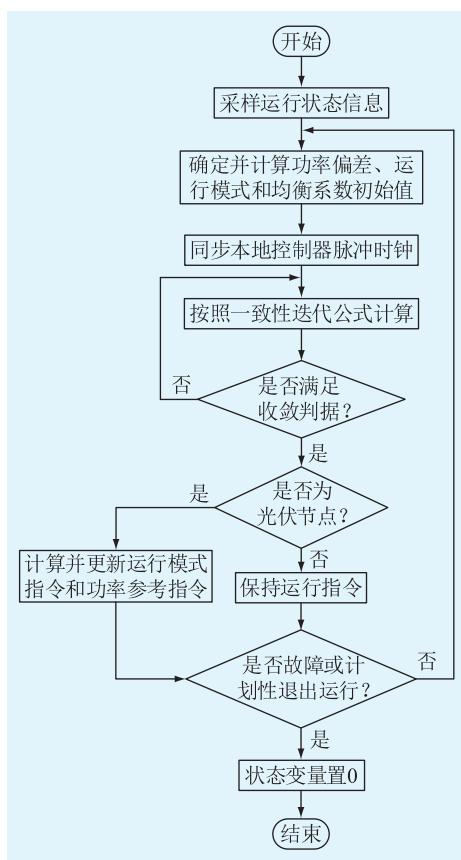 开始
采样运行状态信息
确定并计算功率偏差、运
行模式和均衡系数初始值
同步本地控制器脉冲时钟
按照一致性迭代公式计算
否
是否满足
收敛判据？
是
是
是否为
光伏节点？
否
计算并更新运行模式
指令和功率参考指令
保持运行指令
是否故障或计
划性退出运行？
否
是
状态变量置0
结束